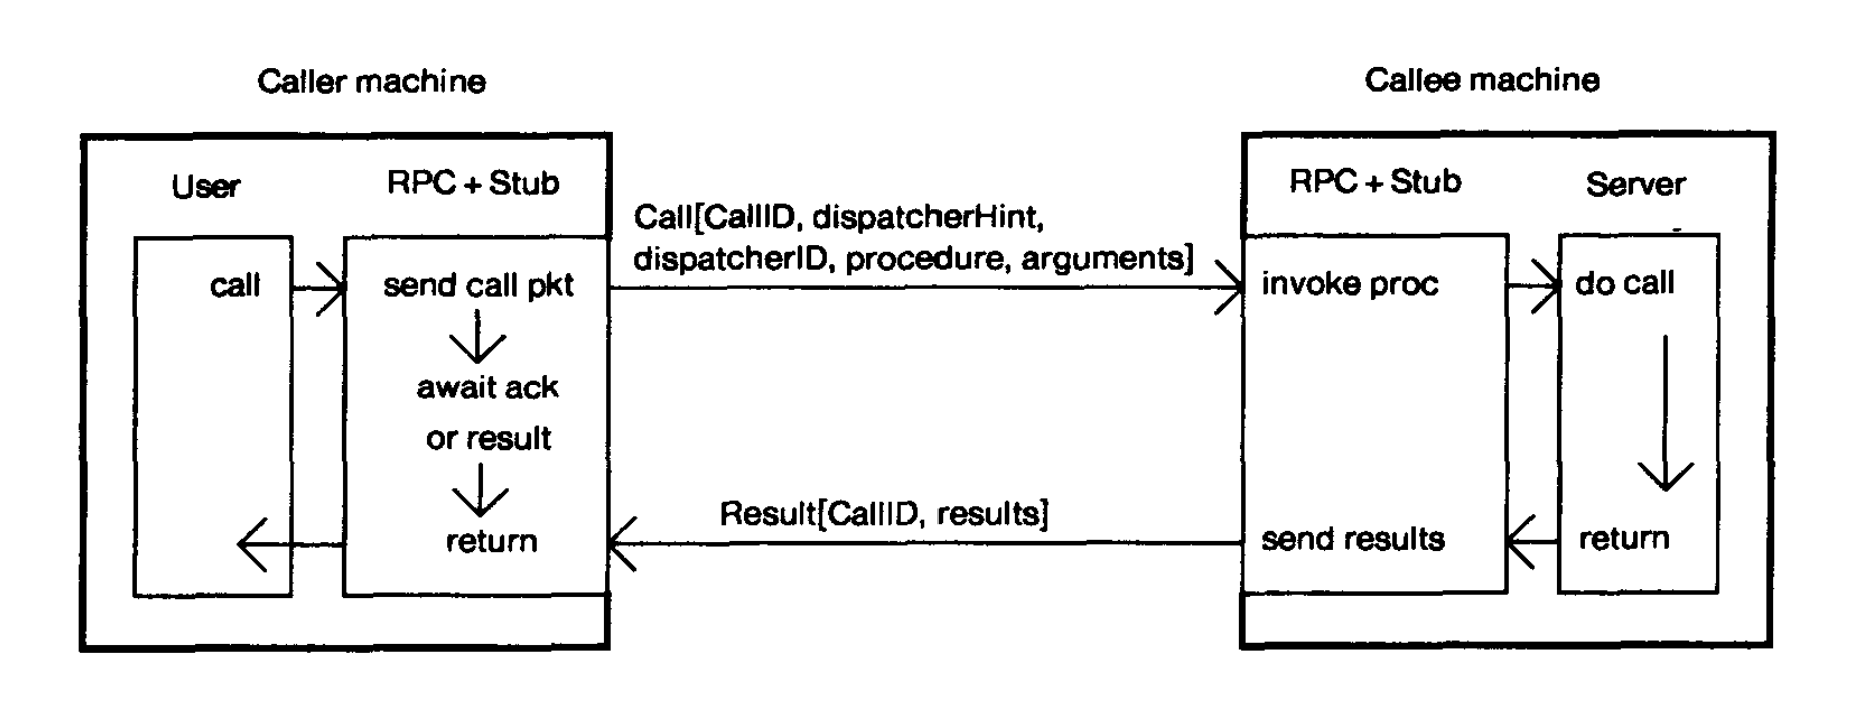 Caller machine
Callee machine
User
RPC + Stub
RPC + Stub
Server
Call[CallID, dispatcherHint,
dispatcherID, procedure, arguments]
call
send call pkt
invoke proc
do call
await ack
or result
Result[CallID, results]
return
send results
return